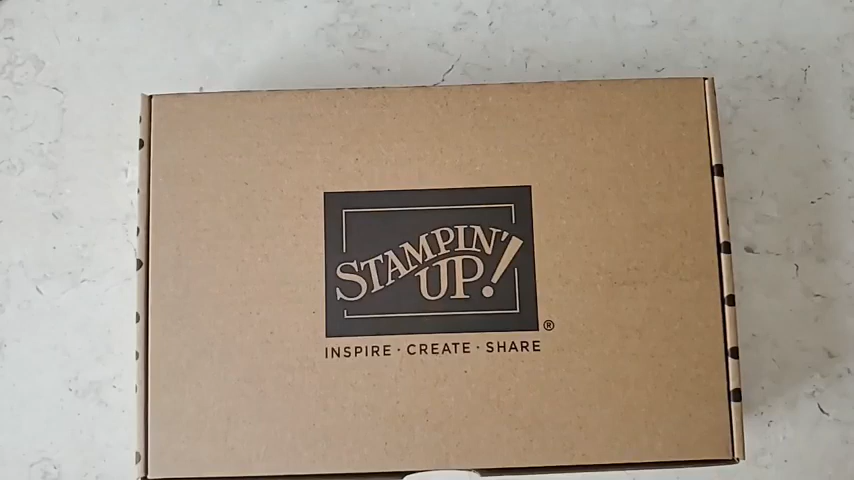 STAMPIN'
UP!
®
INSPIRE · CREATE · SHARE